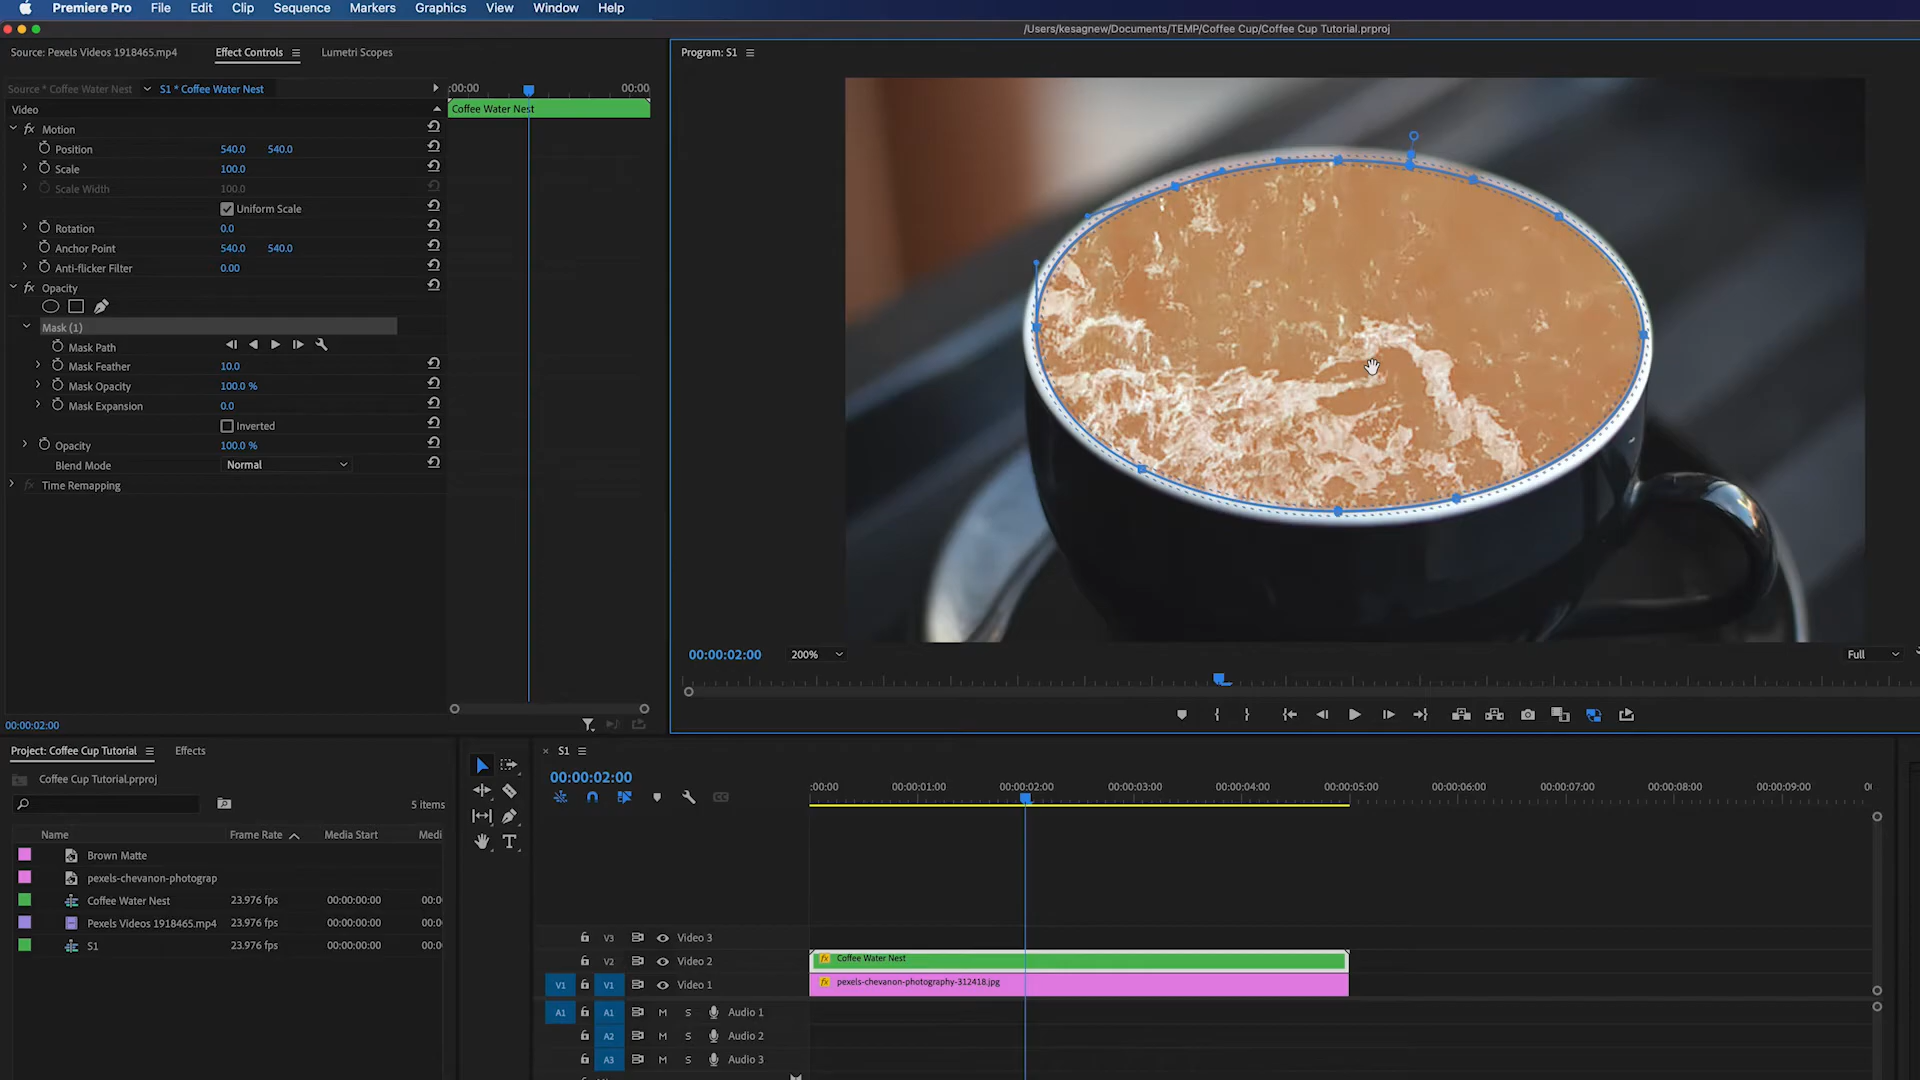 Premiere Pro File Edit Clip Sequence Markers Graphics View Window Help
/Users/kesagnew/Documents/TEMP/Coffee Cup/Coffee Cup Tutorial.prproj
Source: Pexels Videos 1918465.mp4 Effect Controls Lumetri Scopes
Program: S1
Source * Coffee Water Nest S1 * Coffee Water Nest
:00:00 00:00
Video
Coffee Water Nest
fx Motion
Position 540.0 540.0
Scale 100.0
Scale Width 100.0
Uniform Scale
Rotation 0.0
Anchor Point 540.0 540.0
Anti-flicker Filter 0.00
fx Opacity
Mask (1)
Mask Path
Mask Feather 10.0
Mask Opacity 100.0 %
Mask Expansion 0.0
Inverted
Opacity 100.0 %
Blend Mode Normal
fx Time Remapping
00:00:02:00
00:00:02:00 200% Full
Project: Coffee Cup Tutorial Effects
Coffee Cup Tutorial.prproj
5 items
Name Frame Rate Media Start Medi
Brown Matte
pexels-chevanon-photograp
Coffee Water Nest 23.976 fps 00:00:00:00 00:0
Pexels Videos 1918465.mp4 23.976 fps 00:00:00:00 00:0
S1 23.976 fps 00:00:00:00 00:0
S1
00:00:02:00
:00:00 00:00:01:00 00:00:02:00 00:00:03:00 00:00:04:00 00:00:05:00 00:00:06:00 00:00:07:00 00:00:08:00 00:00:09:00
T
CC
V3 Video 3
V2 Video 2
fx Coffee Water Nest
V1 V1 Video 1
fx pexels-chevanon-photography-312418.jpg
A1 A1 M S Audio 1
A2 M S Audio 2
A3 M S Audio 3